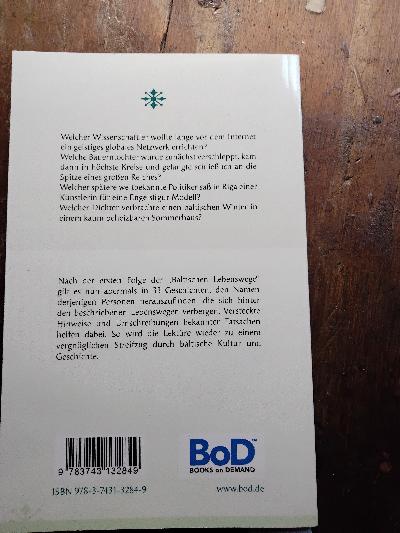 Welcher Wissenschaftler wollte lange vor dem Internet
ein geistiges globales Netzwerk errichten?
Welche Bauerntochter wurde zunächst verschleppt, kam
dann in höchste Kreise und gelangte schließlich an die
Spitze eines großen Reiches?
Welcher spätere weltbekannte Politiker saß in Riga einer
Künstlerin für eine Engelsfigur Modell?
Welcher Dichter verbrachte einen baltischen Winter in
einem kaum beheizbaren Sommerhaus?
Nach der ersten Folge der „Baltischen Lebenswege"
gilt es nun abermals in 33 Geschichten, den Namen
derjenigen Personen herauszufinden, die sich hinter
den beschriebenen Lebenswegen verbergen. Versteckte
Hinweise und Umschreibungen bekannter Tatsachen
helfen dabei. So wird die Lektüre wieder zu einem
vergnüglichen Streifzug durch baltische Kultur und
Geschichte.
BoD™
BOOKS on DEMAND
9 783743 132849
ISBN 978-3-7431-3284-9
www.bod.de